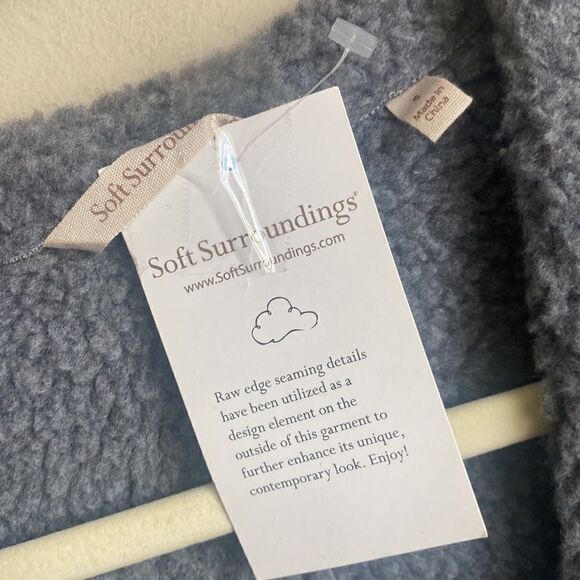 Soft Surroun
S
Made In
China
Soft Surroundings®
www.SoftSurroundings.com
Raw edge seaming details
have been utilized as a
design element on the
outside of this garment to
further enhance its unique,
contemporary look. Enjoy!